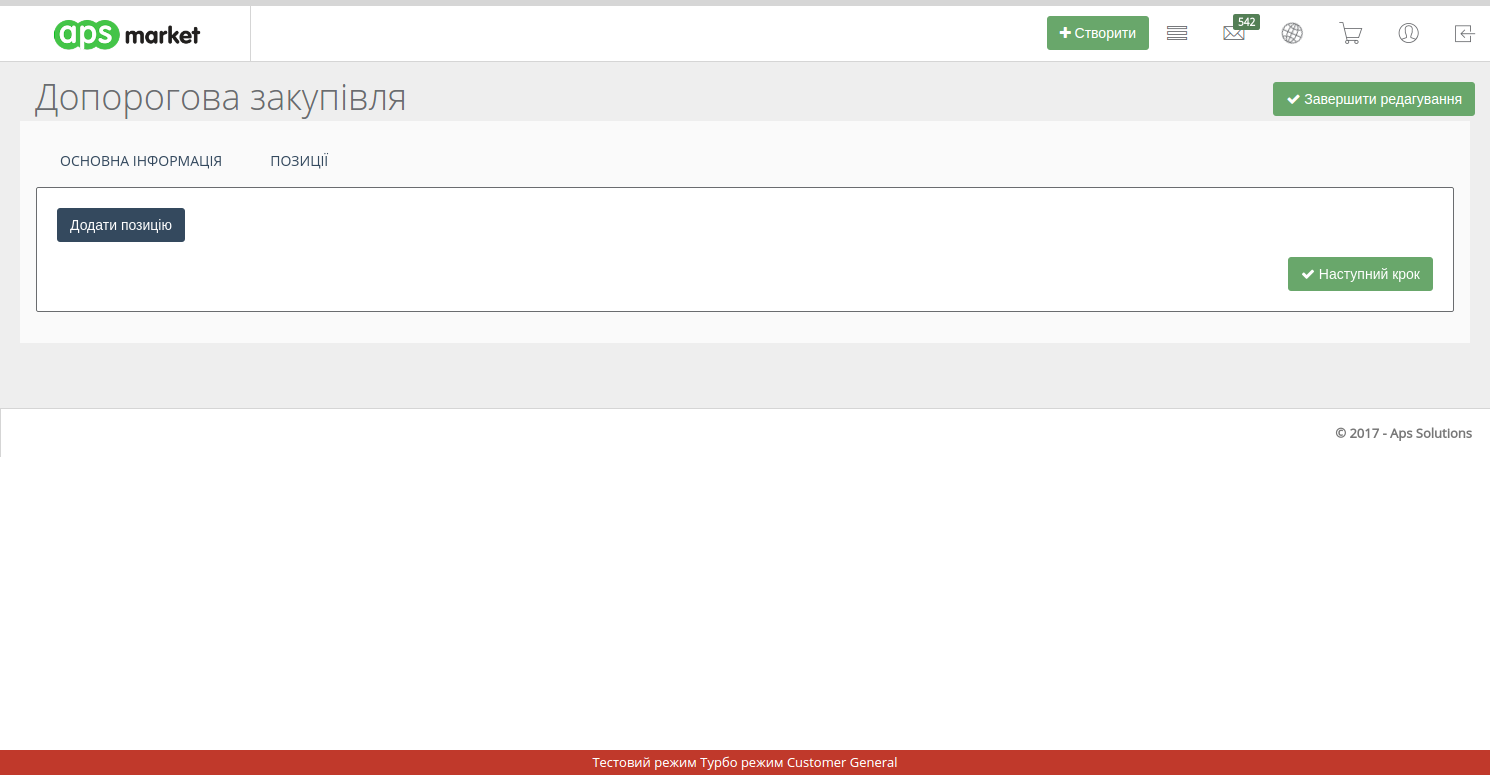 aps market
Створити
542
Допорогова закупівля
Завершити редагування
ОСНОВНА ІНФОРМАЦІЯ
ПОЗИЦІЇ
Додати позицію
Наступний крок
© 2017 - Aps Solutions
Тестовий режим Турбо режим Customer General